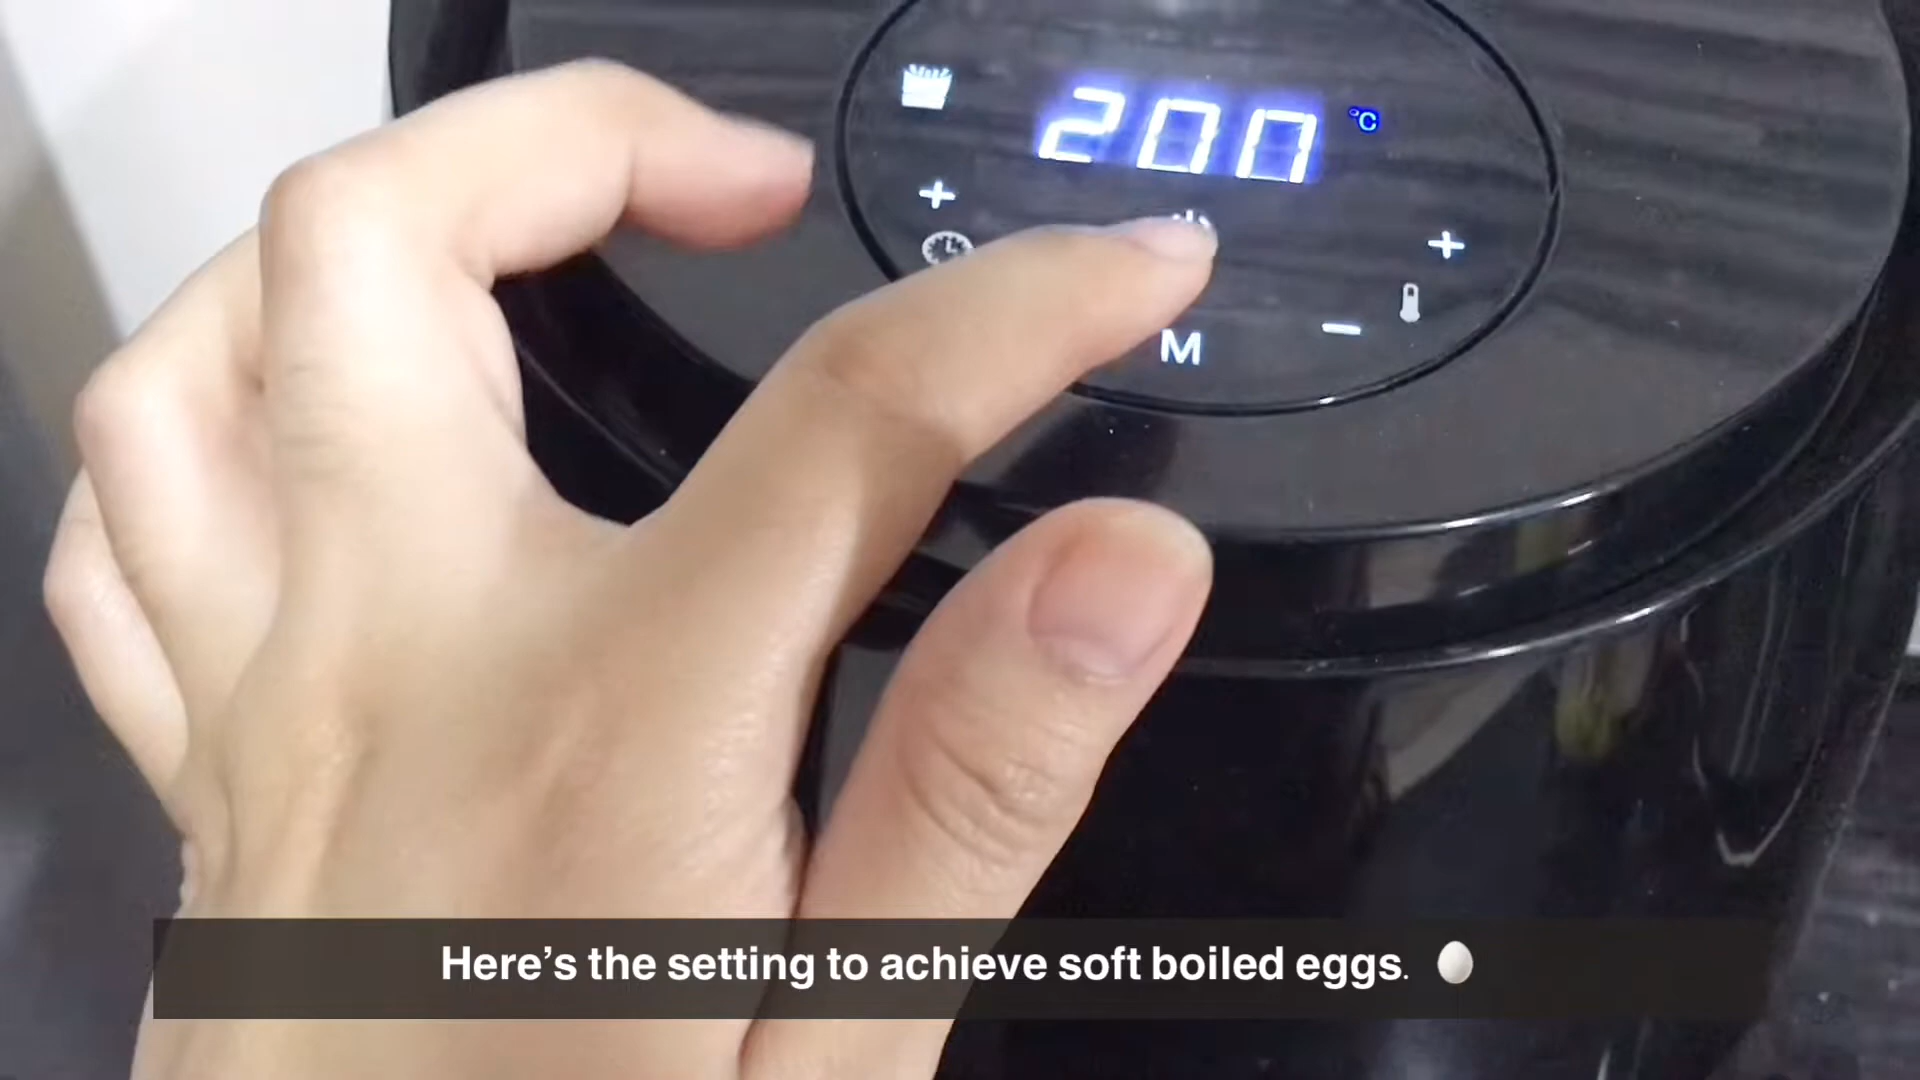 200 °C
+
+
−
M
Here’s the setting to achieve soft boiled eggs.